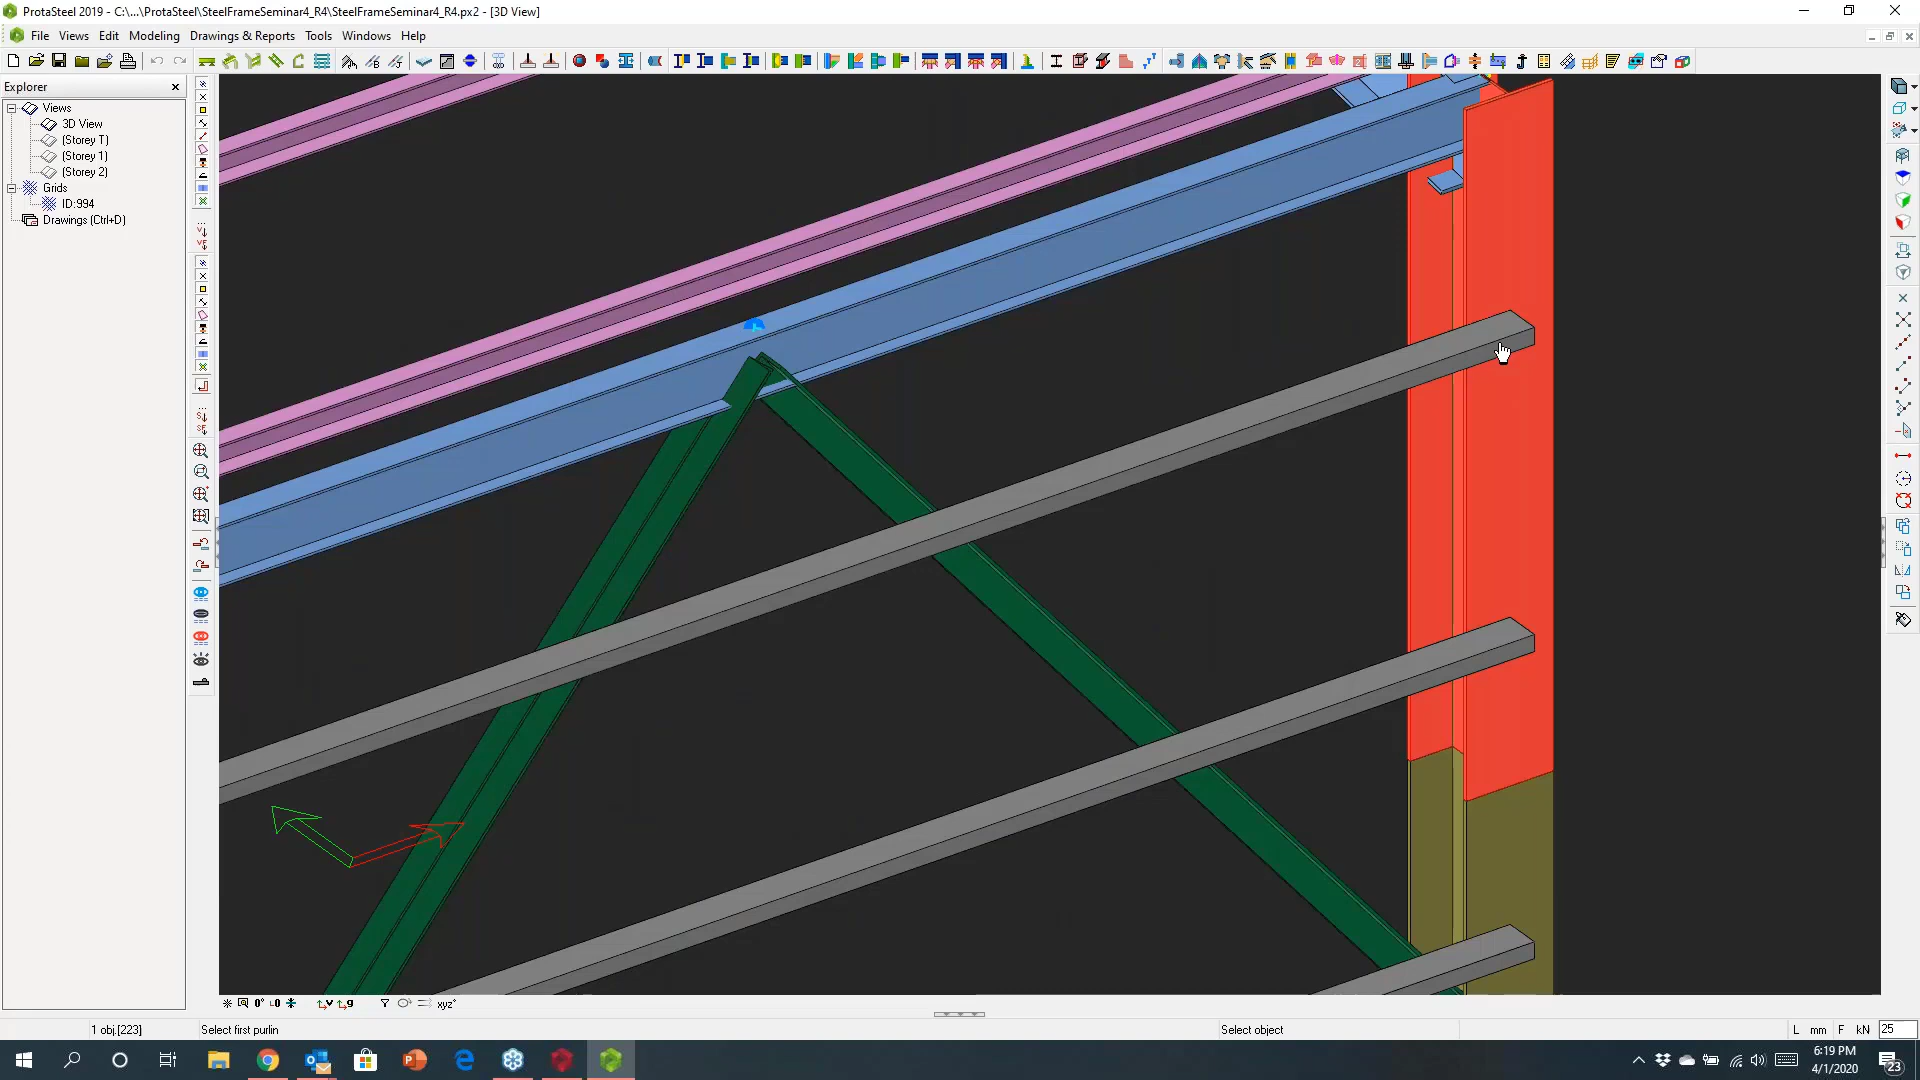 ProtaSteel 2019 - C:\...\ProtaSteel\SteelFrameSeminar4_R4\SteelFrameSeminar4_R4.px2 - [3D View]
File Views Edit Modeling Drawings & Reports Tools Windows Help
Explorer
Views
3D View
(Storey T)
(Storey 1)
(Storey 2)
Grids
ID:994
Drawings (Ctrl+D)
xyz
1 obj.[223] Select first purlin Select object L mm F kN 25
6:19 PM
4/1/2020
23